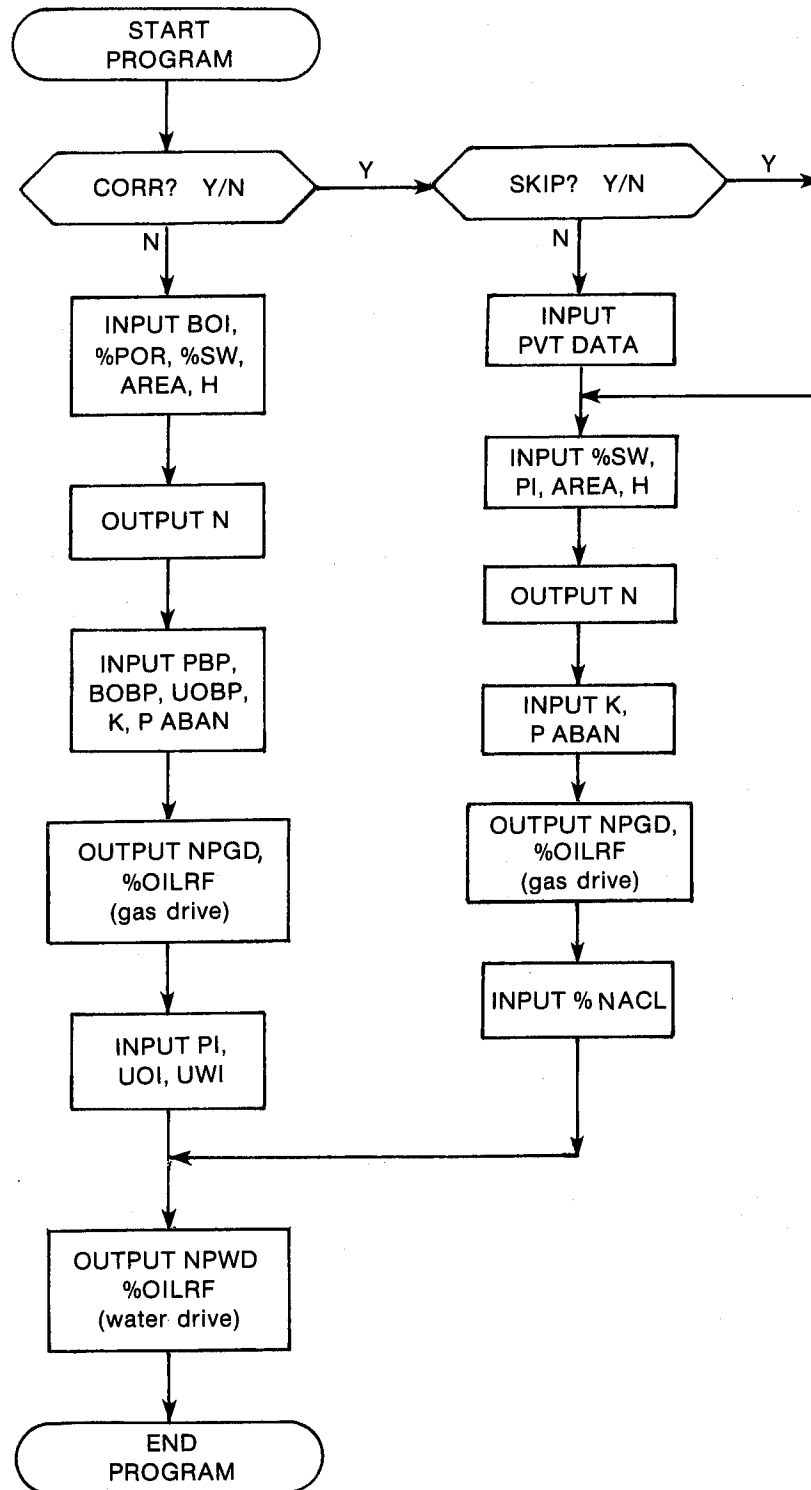 START
PROGRAM
CORR? Y/N
Y
N
SKIP? Y/N
Y
N
INPUT BOI,
%POR, %SW,
AREA, H
OUTPUT N
INPUT PBP,
BOBP, UOBP,
K, P ABAN
OUTPUT NPGD,
%OILRF
(gas drive)
INPUT PI,
UOI, UWI
INPUT
PVT DATA
INPUT %SW,
PI, AREA, H
OUTPUT N
INPUT K,
P ABAN
OUTPUT NPGD,
%OILRF
(gas drive)
INPUT % NACL
OUTPUT NPWD
%OILRF
(water drive)
END
PROGRAM